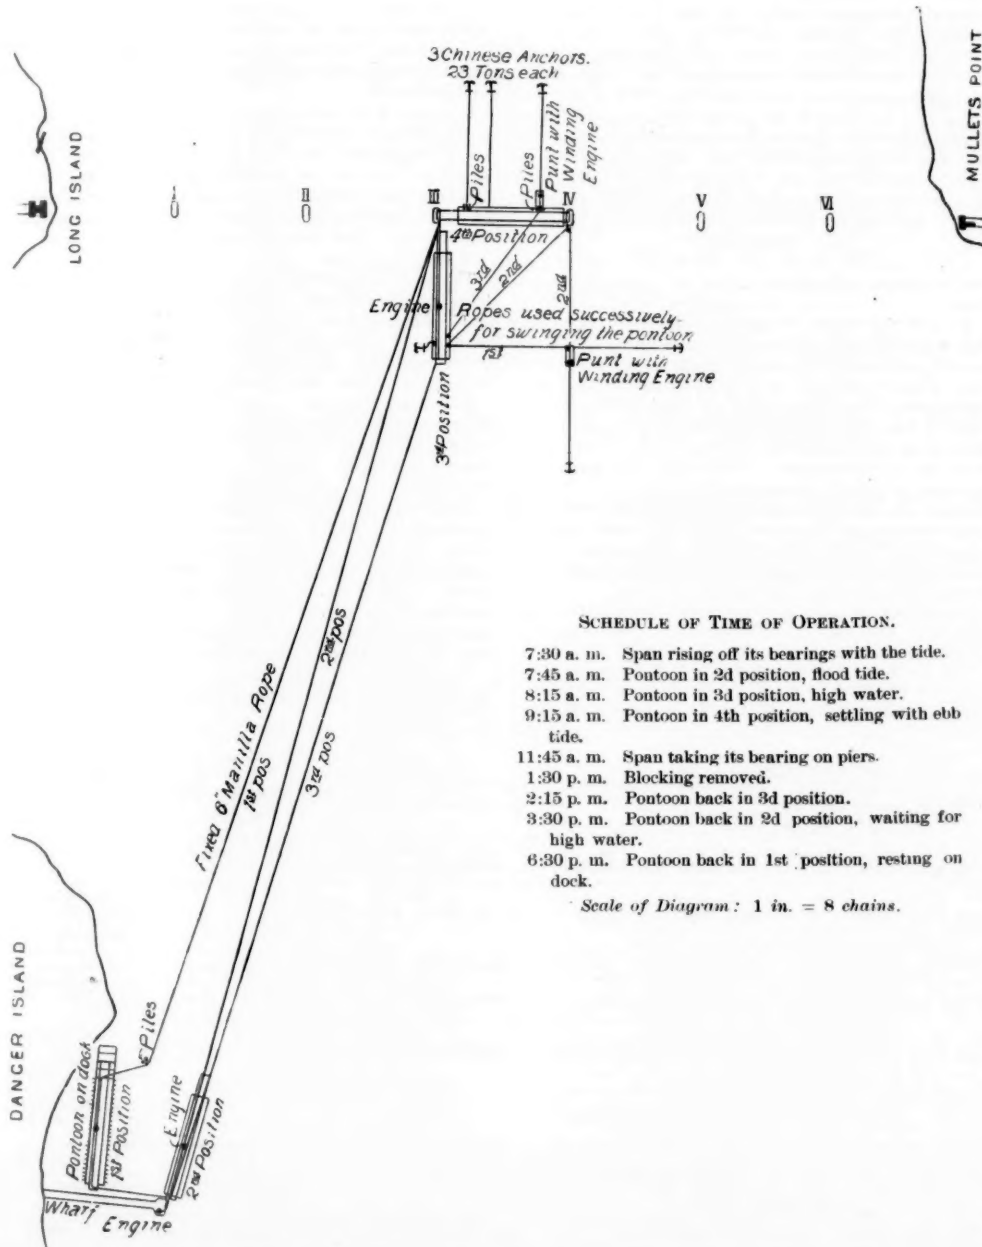 3 Chinese Anchors.
23 Tons each
Piles
Piles
Punt with
Winding
Engine
MULLETS POINT
LONG ISLAND
I
II
III
IV
V
VI
4th Position
3rd
2nd
2nd
Engine
Ropes used successively
for swinging the pontoon
1st
Punt with
Winding Engine
3rd Position
Fixed 6" Manilla Rope
1st pos
2nd pos
3rd pos
SCHEDULE OF TIME OF OPERATION.
7:30 a. m. Span rising off its bearings with the tide.
7:45 a. m. Pontoon in 2d position, flood tide.
8:15 a. m. Pontoon in 3d position, high water.
9:15 a. m. Pontoon in 4th position, settling with ebb
tide.
11:45 a. m. Span taking its bearing on piers.
1:30 p. m. Blocking removed.
2:15 p. m. Pontoon back in 3d position.
3:30 p. m. Pontoon back in 2d position, waiting for
high water.
6:30 p. m. Pontoon back in 1st position, resting on
dock.
Scale of Diagram: 1 in. = 8 chains.
DANGER ISLAND
Piles
Pontoon on dock
1st Position
Engine
2nd Position
Wharf
Engine